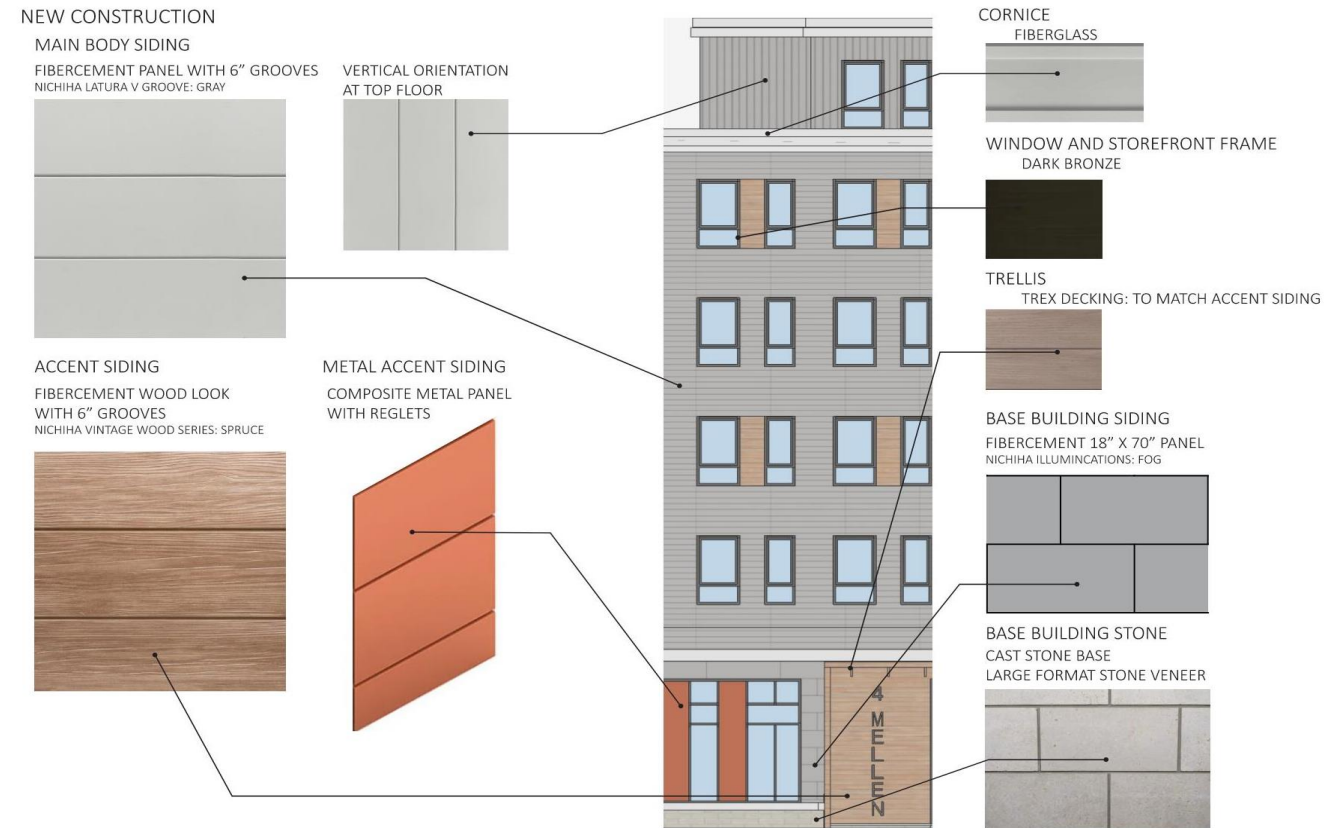 NEW CONSTRUCTION
MAIN BODY SIDING
FIBERCEMENT PANEL WITH 6” GROOVES
NICHIHA LATURA V GROOVE: GRAY
VERTICAL ORIENTATION
AT TOP FLOOR
CORNICE
FIBERGLASS
WINDOW AND STOREFRONT FRAME
DARK BRONZE
TRELLIS
TREX DECKING: TO MATCH ACCENT SIDING
ACCENT SIDING
FIBERCEMENT WOOD LOOK
WITH 6” GROOVES
NICHIHA VINTAGE WOOD SERIES: SPRUCE
METAL ACCENT SIDING
COMPOSITE METAL PANEL
WITH REGLETS
BASE BUILDING SIDING
FIBERCEMENT 18” X 70” PANEL
NICHIHA ILLUMINCATIONS: FOG
BASE BUILDING STONE
CAST STONE BASE
LARGE FORMAT STONE VENEER
4 MELLEN